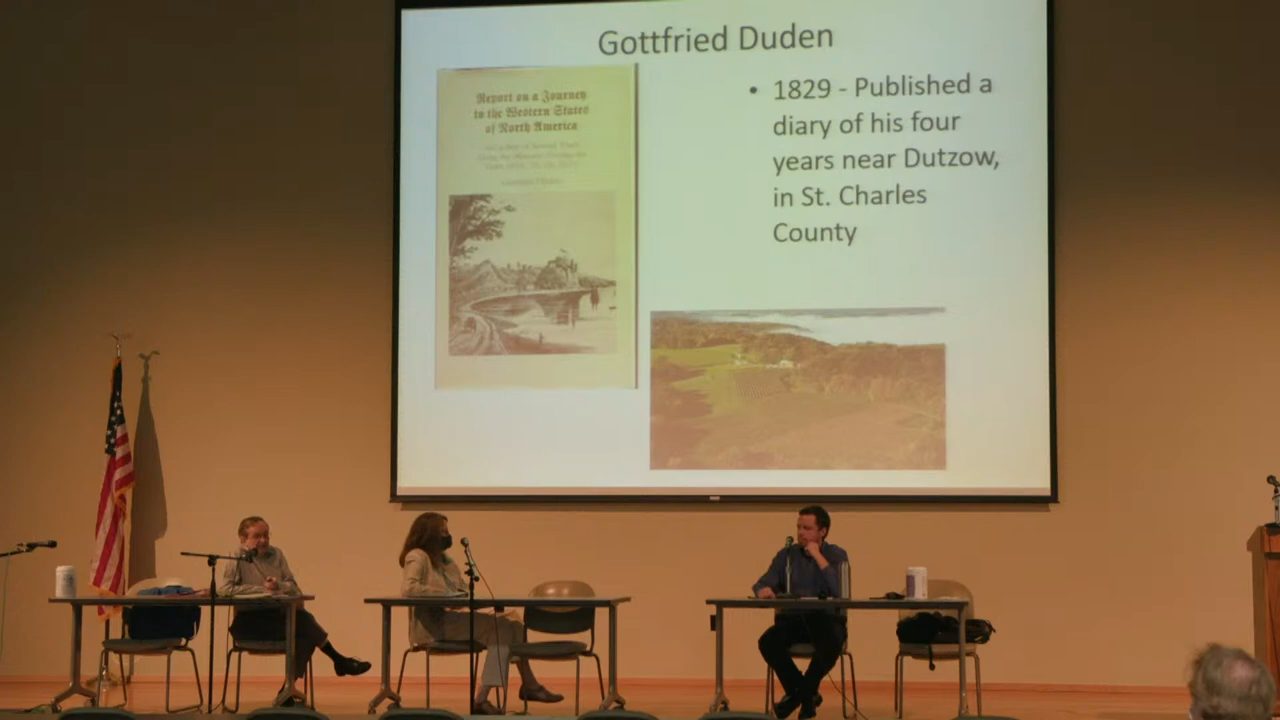 Gottfried Duden
Report on a Journey
to the Western States
of North America
• 1829 - Published a
diary of his four
years near Dutzow,
in St. Charles
County